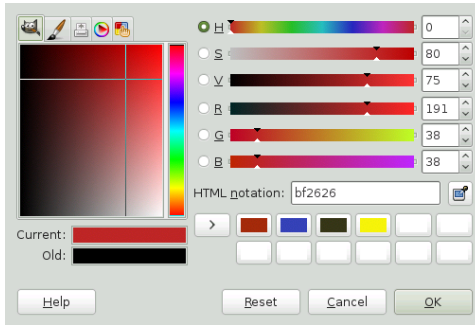 H 0
S 80
V 75
R 191
G 38
B 38
HTML notation: bf2626
>
Current:
Old:
Help Reset Cancel OK